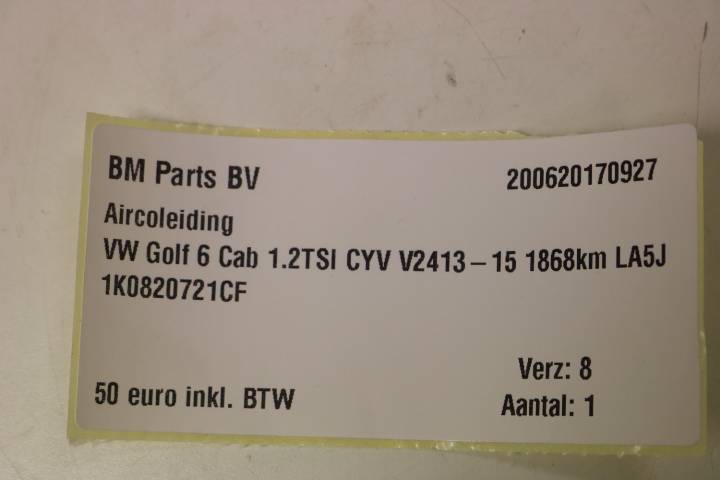 BM Parts BV 200620170927
Aircoleiding
VW Golf 6 Cab 1.2TSI CYV V2413-15 1868km LA5J
1K0820721CF
Verz: 8
50 euro inkl. BTW Aantal: 1